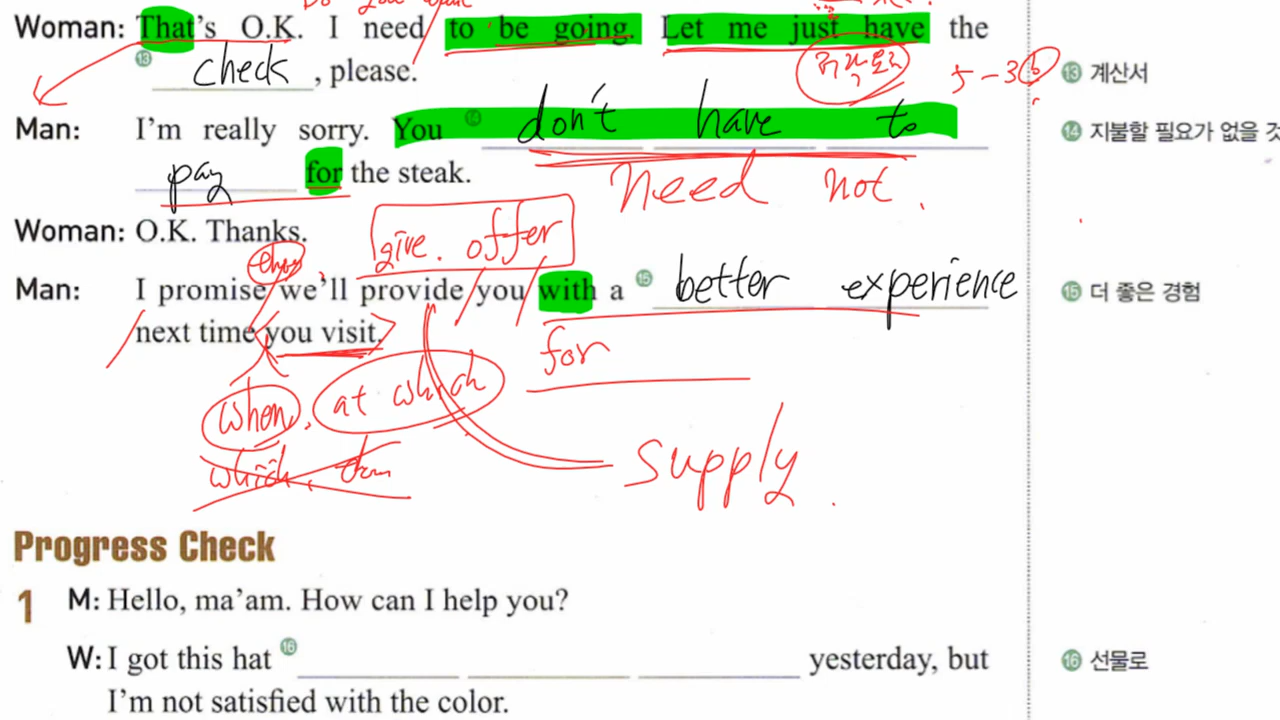 Woman: That's O.K. I need to be going. Let me just have the
⑬ check, please.
5-3
⑬ 계산서
Man: I'm really sorry. You ⑭ don't have to
⑭ 지불할 필요가 없을 것
pay for the steak.
need not.
Woman: O.K. Thanks.
give. offer
Man: I promise we'll provide you with a ⑮ better experience
⑮ 더 좋은 경험
next time you visit.
for
when, at which
which,
supply.
Progress Check
1 M: Hello, ma'am. How can I help you?
W: I got this hat ⑯ yesterday, but
⑯ 선물로
I'm not satisfied with the color.